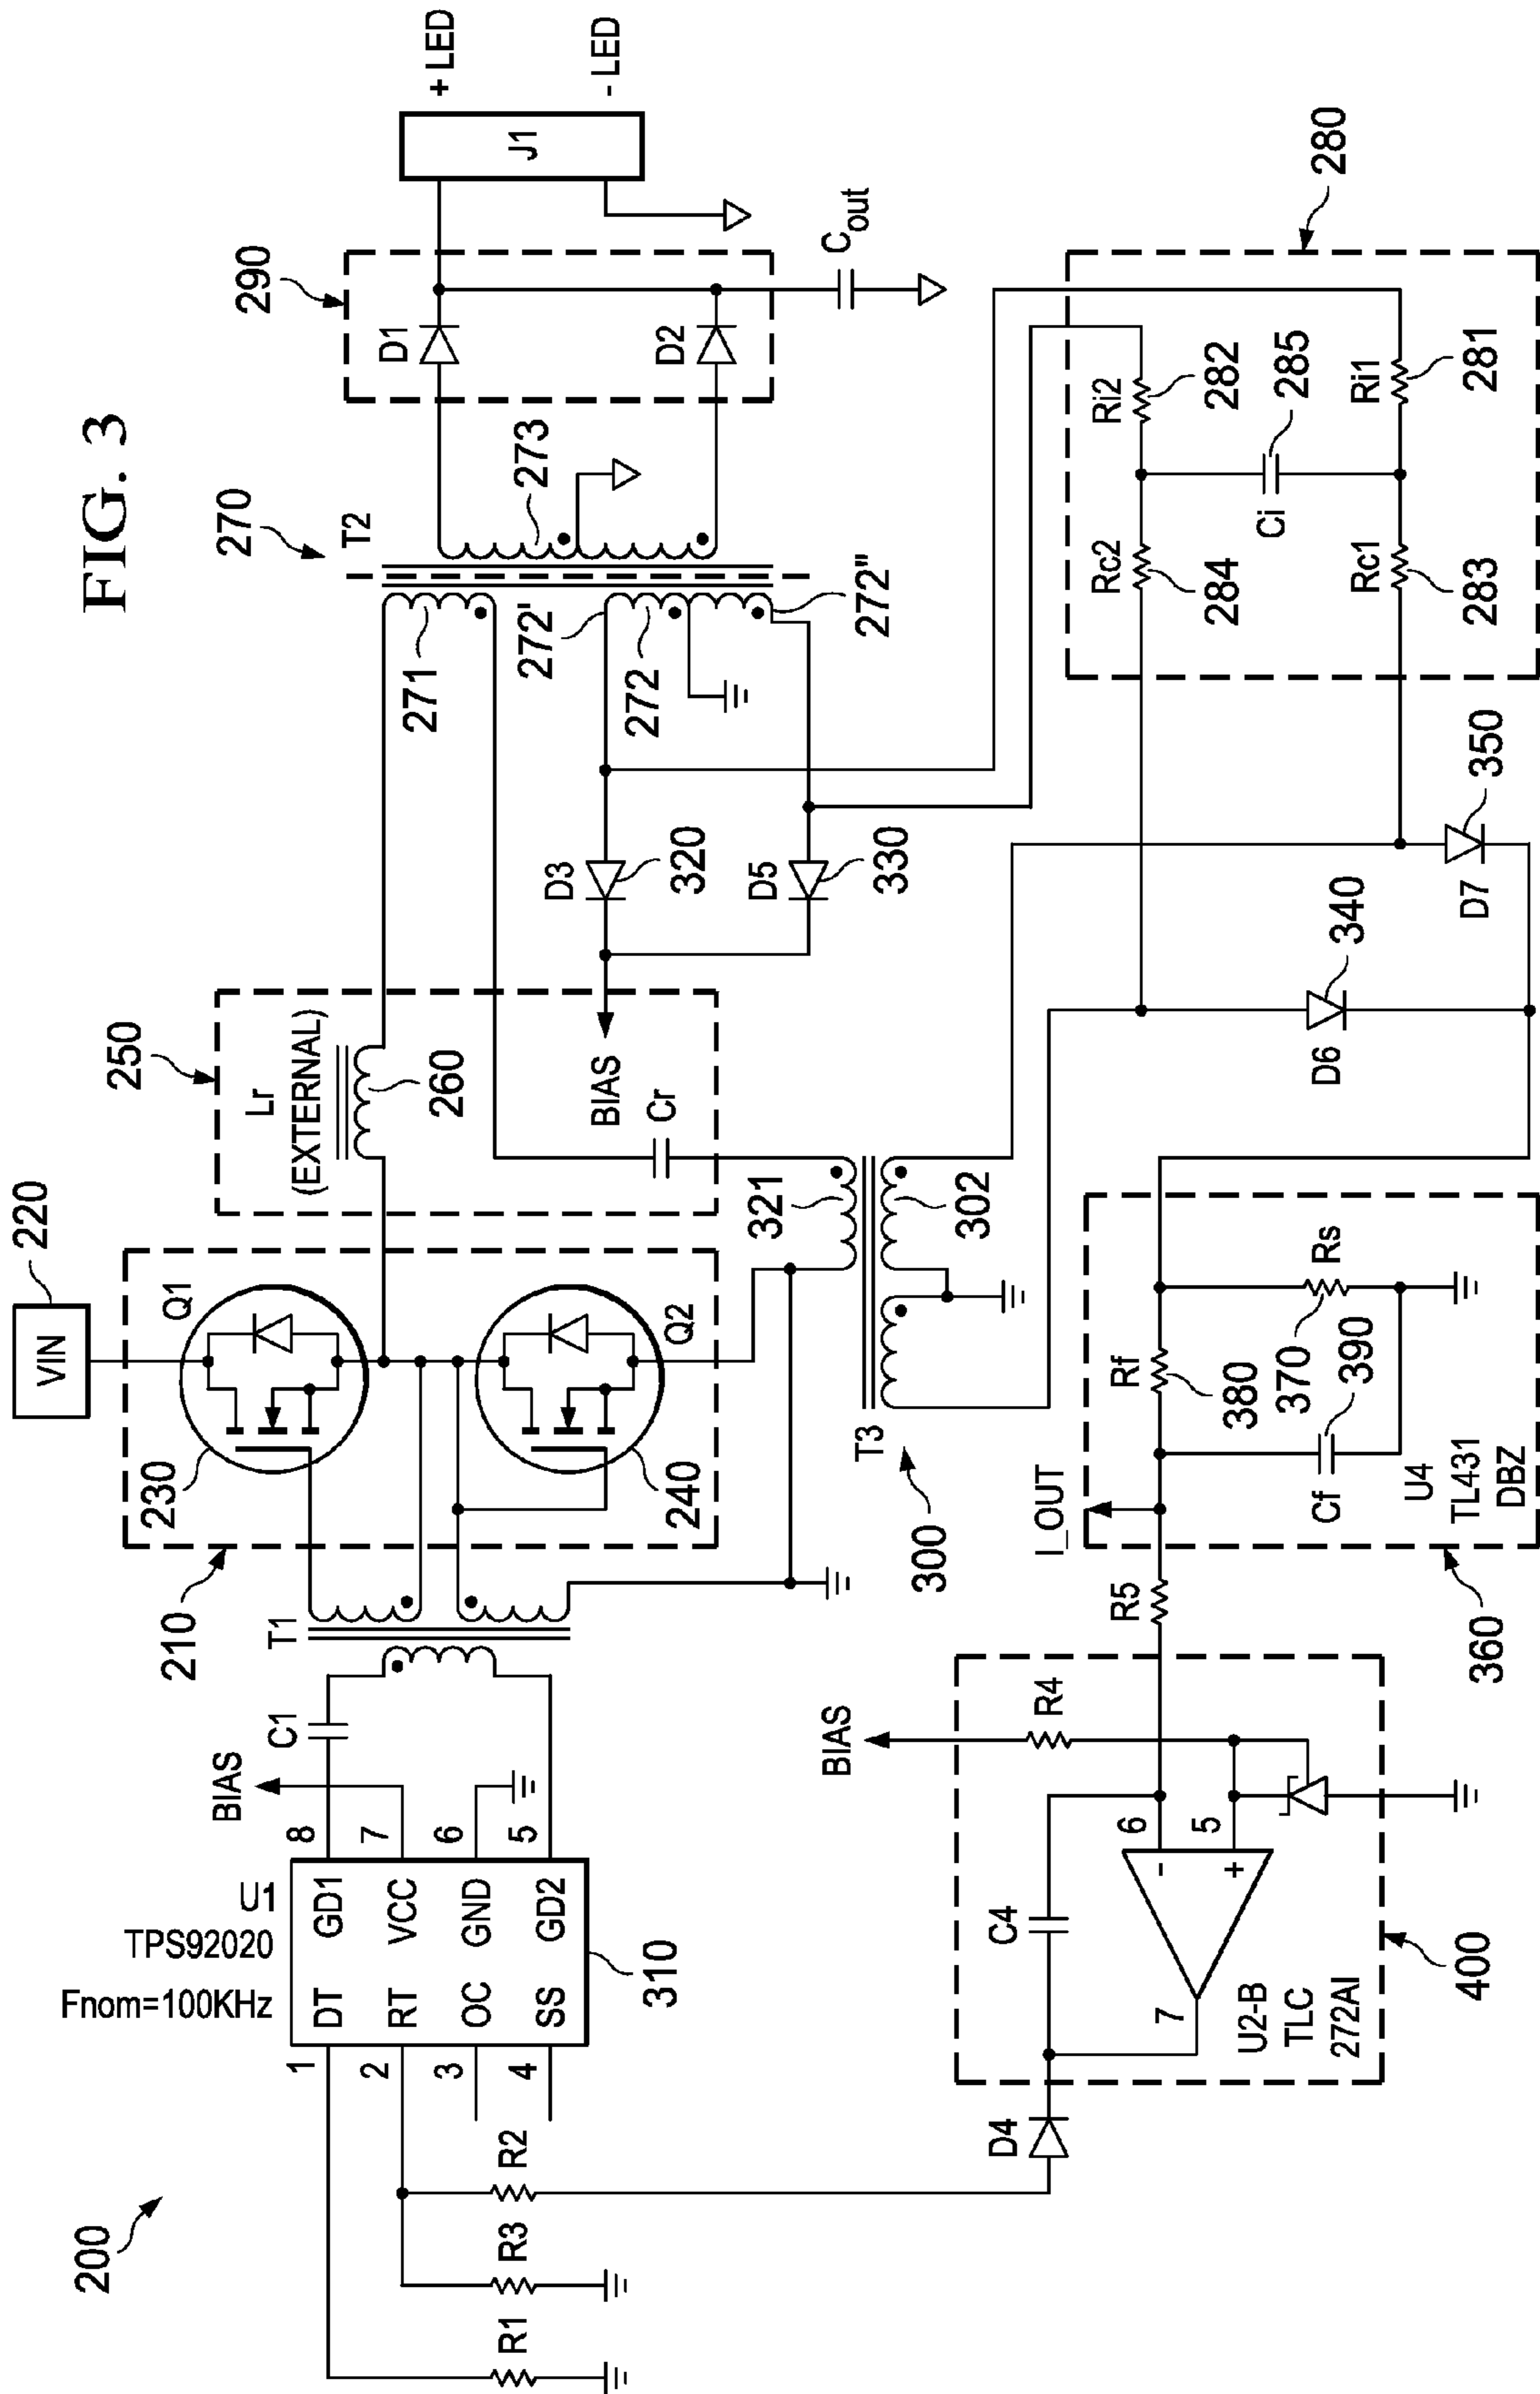 FIG. 3
200
220
VIN
210
230
Q1
240
Q2
250
Lr
(EXTERNAL)
260
BIAS
Cr
270
T2
271
272'
272
272"
273
290
D1
D2
Cout
J1
+ LED
- LED
D3
320
D5
330
T1
C1
BIAS
U1
TPS92020
Fnom=100KHz
8
7
6
5
GD1
VCC
GND
GD2
DT
RT
OC
SS
1
2
3
4
310
R1
R3
R2
D4
321
302
T3
300
280
Ri2
282
285
Ci
Ri1
281
Rc2
284
Rc1
283
350
D7
340
D6
I_OUT
R5
Rf
380
Rs
370
390
Cf
U4
TL431
DBZ
360
BIAS
R4
C4
6
5
-
+
7
U2-B
TLC
272AI
400